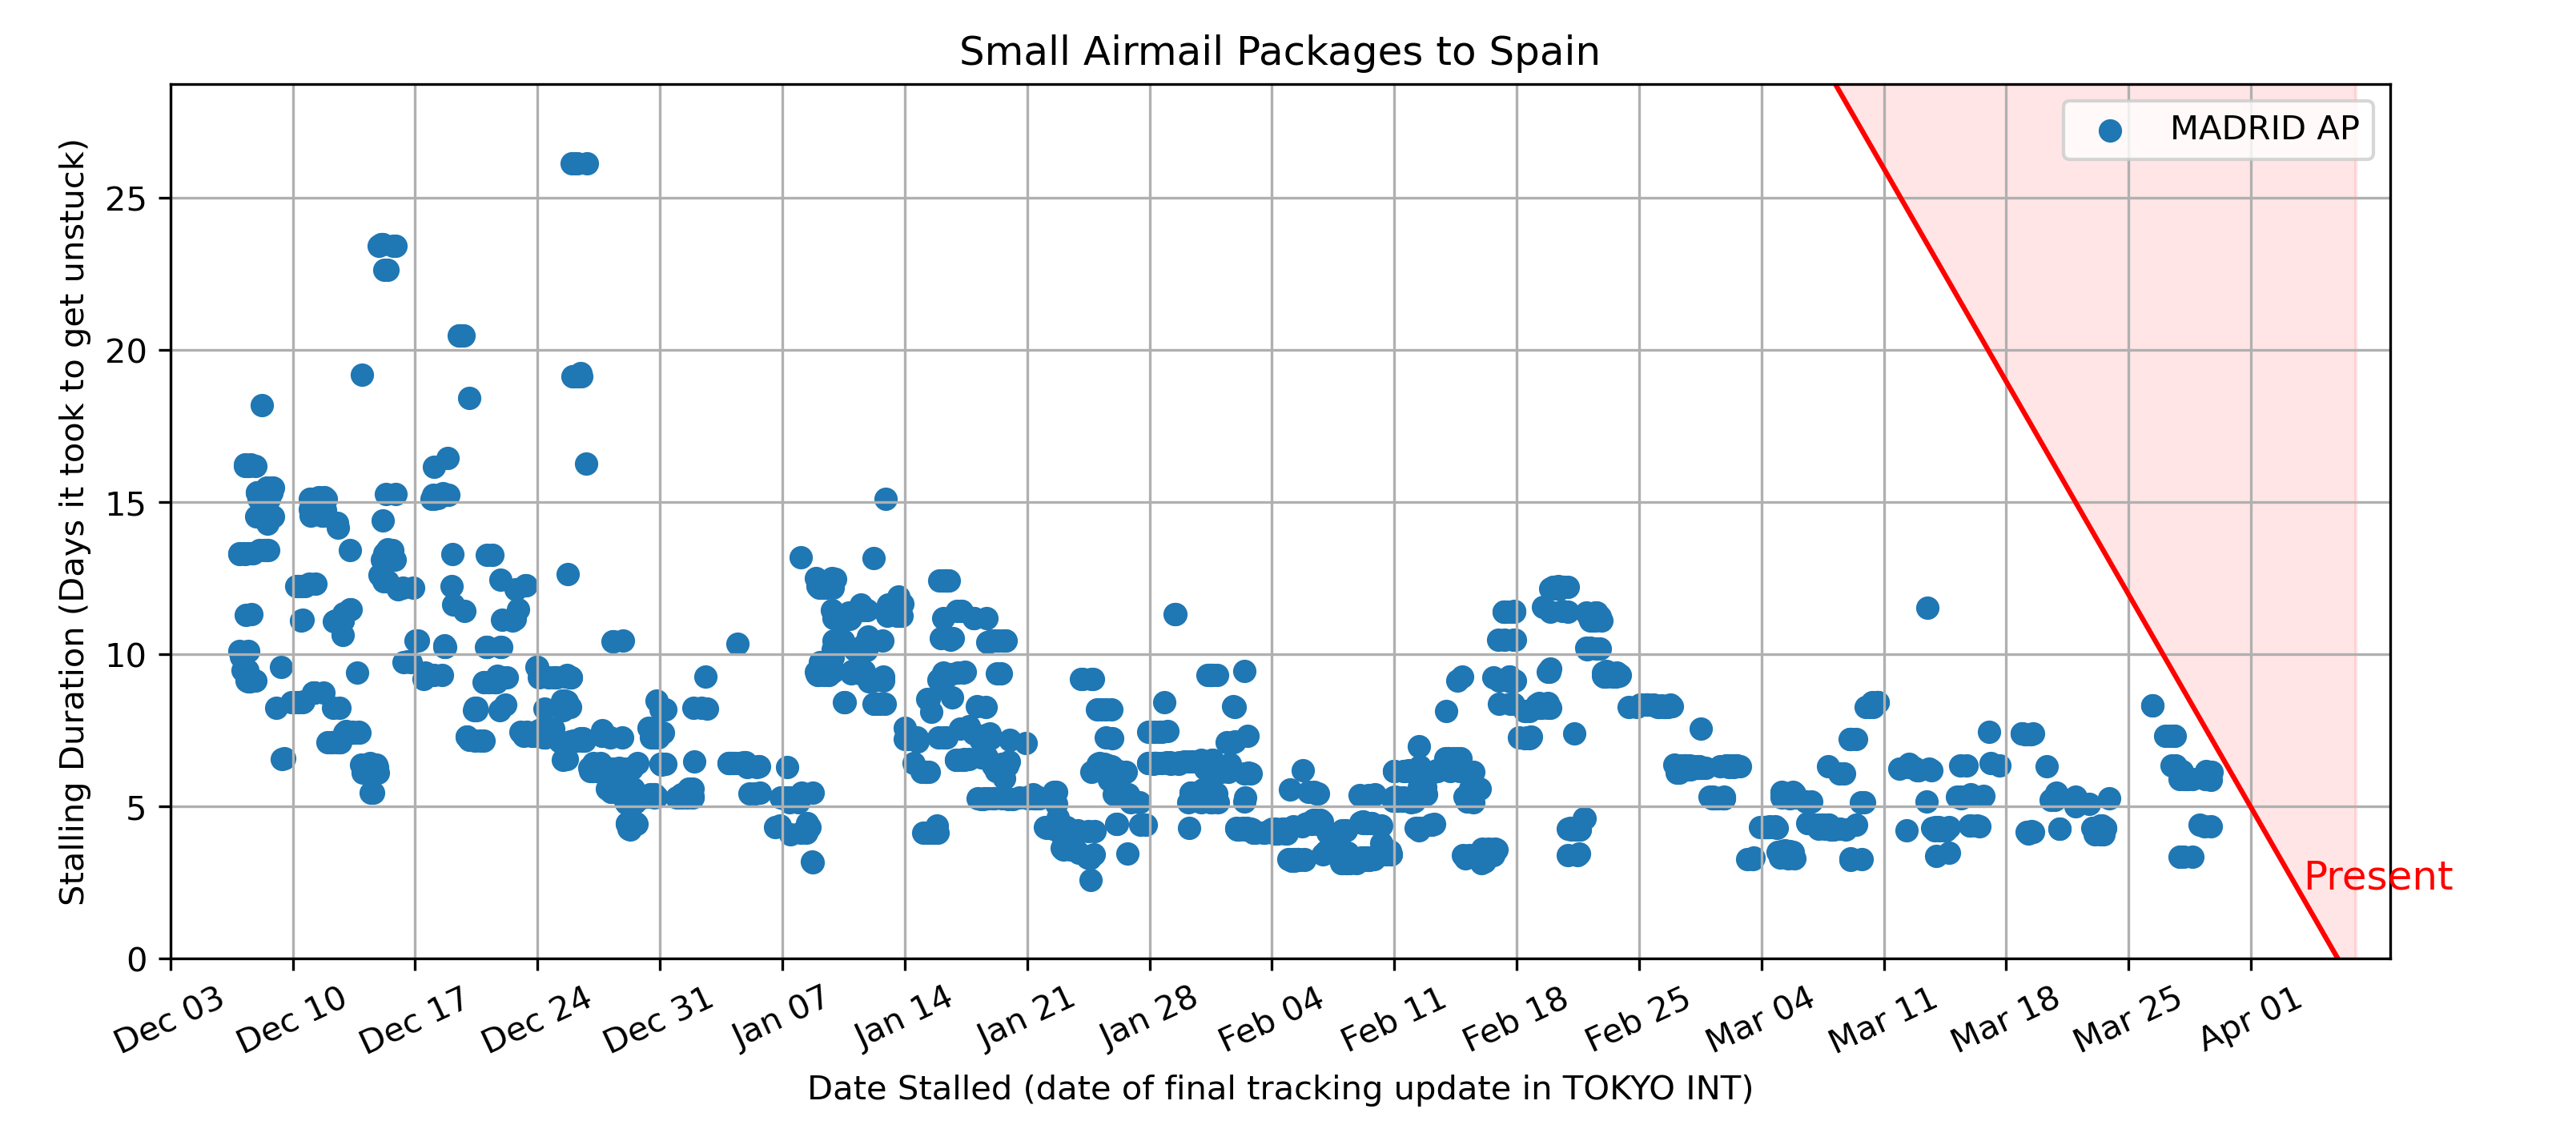 Small Airmail Packages to Spain
MADRID AP
Stalling Duration (Days it took to get unstuck)
25
20
15
10
5
0
Present
Dec 03
Dec 10
Dec 17
Dec 24
Dec 31
Jan 07
Jan 14
Jan 21
Jan 28
Feb 04
Feb 11
Feb 18
Feb 25
Mar 04
Mar 11
Mar 18
Mar 25
Apr 01
Date Stalled (date of final tracking update in TOKYO INT)